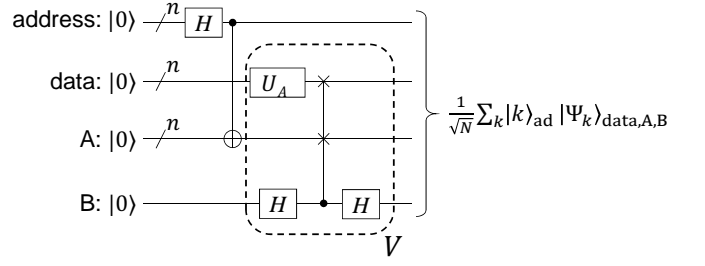 address: |0⟩ n H
data: |0⟩ n U_A
1/√N ∑_k|k⟩_ad |Ψ_k⟩_data,A,B
A: |0⟩ n
B: |0⟩ H H
V